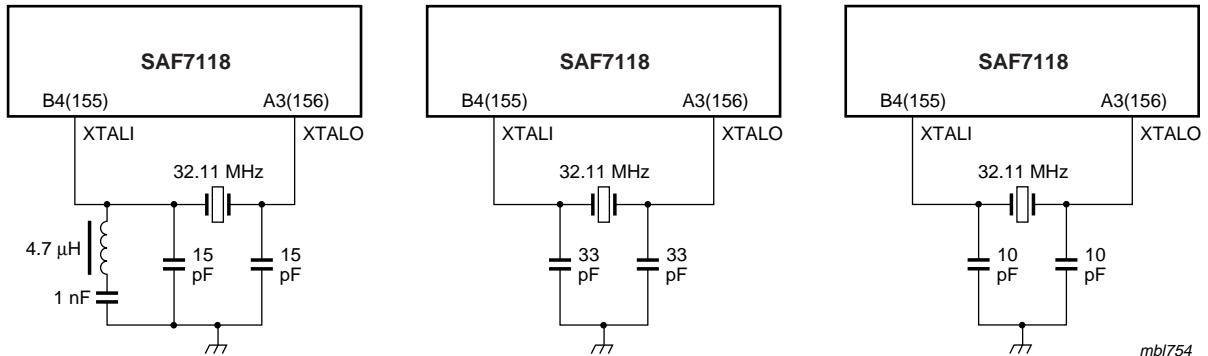 SAF7118
B4(155)
A3(156)
XTALI
XTALO
32.11 MHz
4.7 μH
15
pF
15
pF
1 nF
SAF7118
B4(155)
A3(156)
XTALI
XTALO
32.11 MHz
33
pF
33
pF
SAF7118
B4(155)
A3(156)
XTALI
XTALO
32.11 MHz
10
pF
10
pF
mbl754